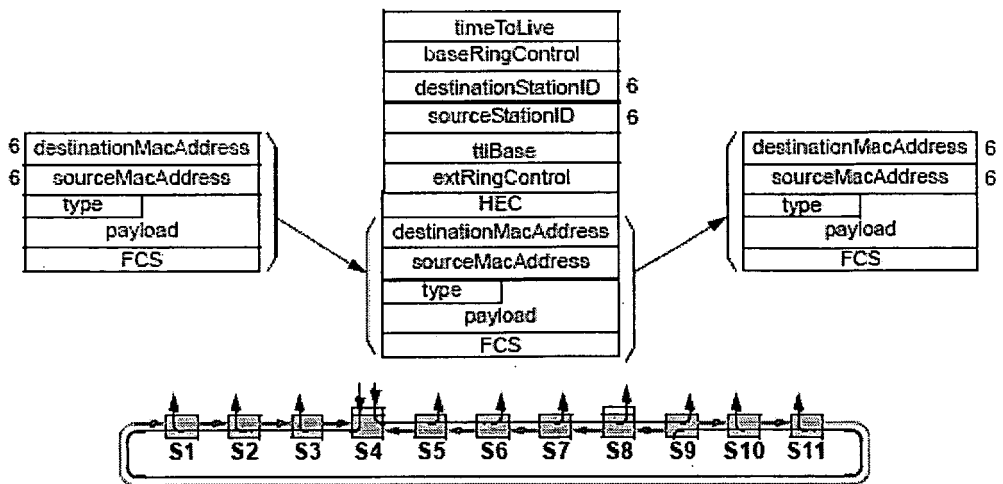 timeToLive
baseRingControl
destinationStationID 6
sourceStationID 6
ttlBase
extRingControl
HEC
destinationMacAddress
sourceMacAddress
type
payload
FCS
6 destinationMacAddress
6 sourceMacAddress
type
payload
FCS
destinationMacAddress 6
sourceMacAddress 6
type
payload
FCS
S1 S2 S3 S4 S5 S6 S7 S8 S9 S10 S11